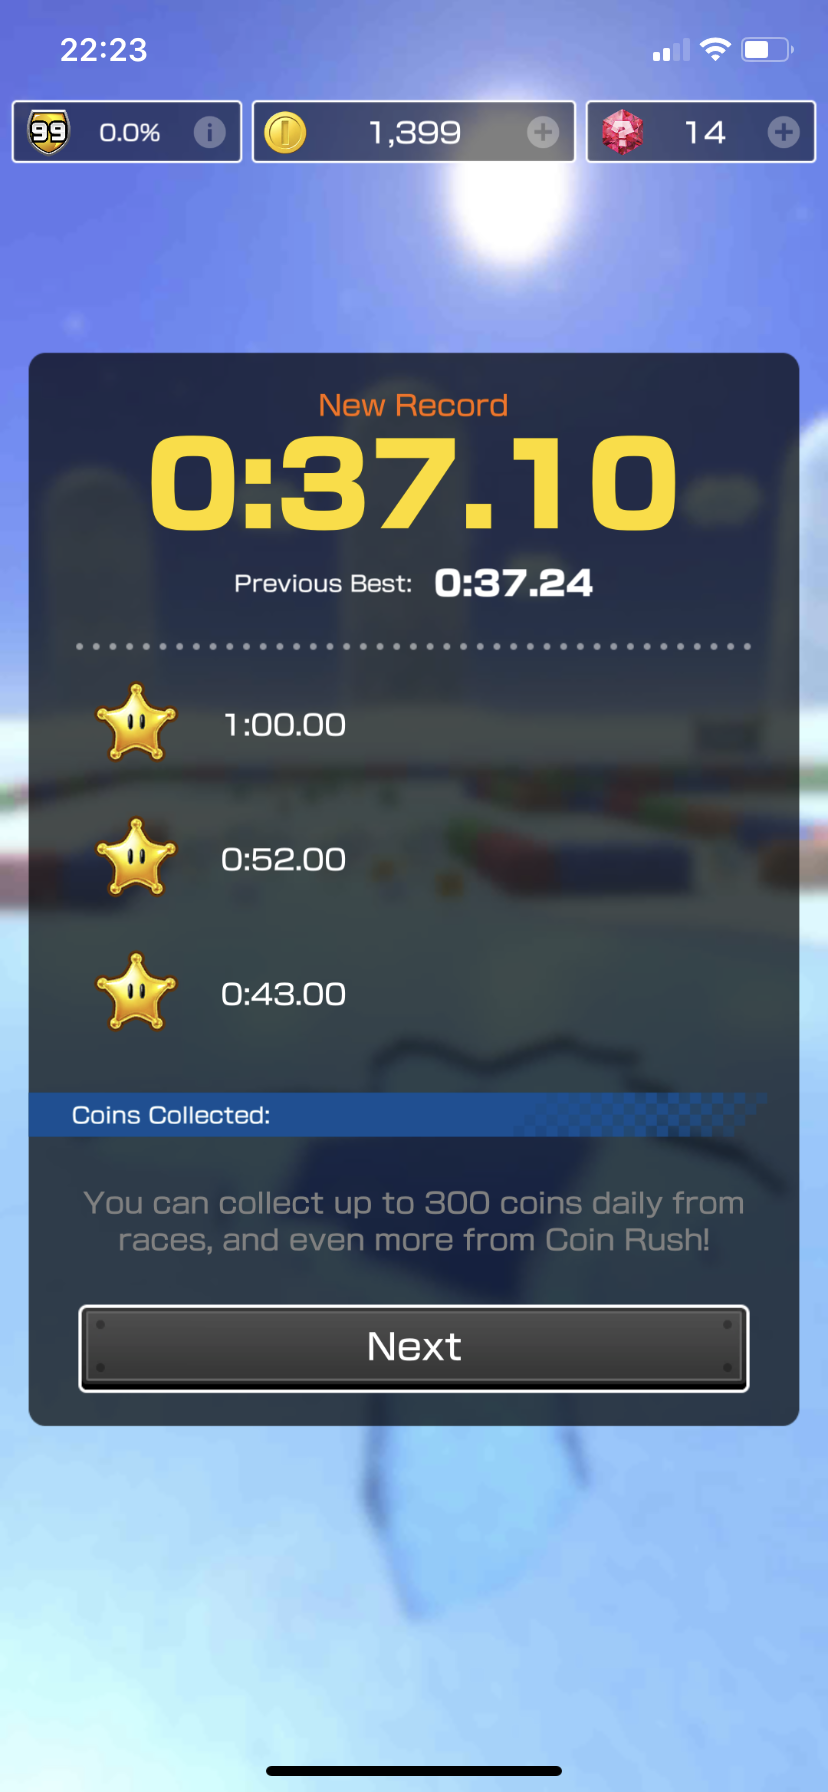 22:23
99 0.0% i 1,399 + ? 14 +
New Record
0:37.10
Previous Best: 0:37.24
1:00.00
0:52.00
0:43.00
Coins Collected:
You can collect up to 300 coins daily from
races, and even more from Coin Rush!
Next